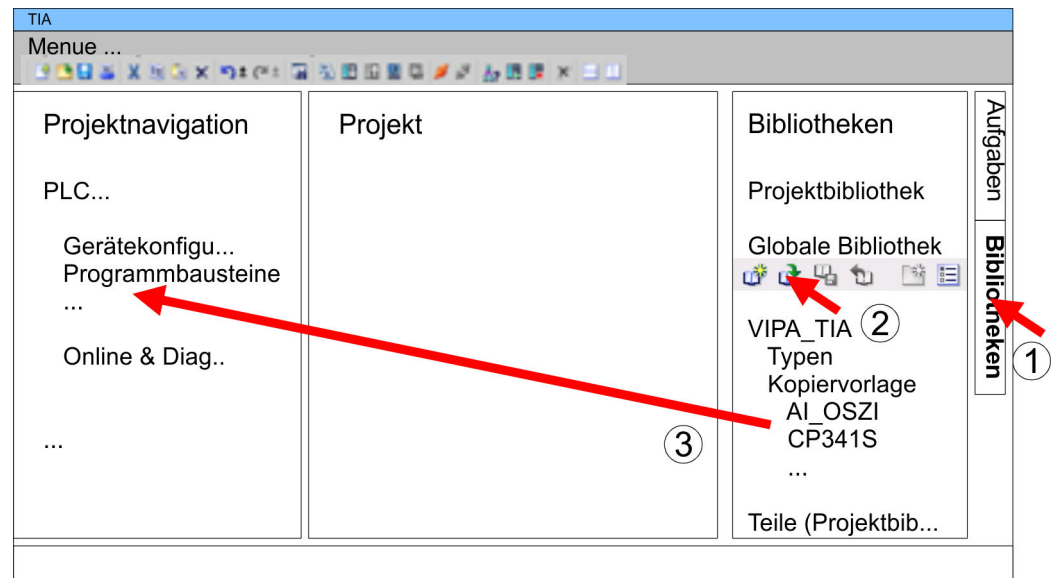 TIA
Menue ...
Projektnavigation
PLC...
Gerätekonfigu...
Programmbausteine
...
Online & Diag..
...
Projekt
③
Bibliotheken
Projektbibliothek
Globale Bibliothek
②
VIPA_TIA
Typen
Kopiervorlage
AI_OSZI
CP341S
...
Teile (Projektbib...
Aufgaben
Bibliotheken
①